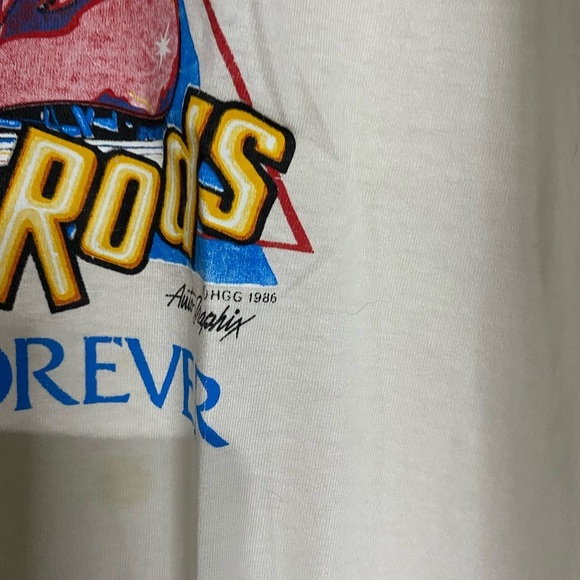 RODS
© HGG 1986
Auto Graphix
OREVER